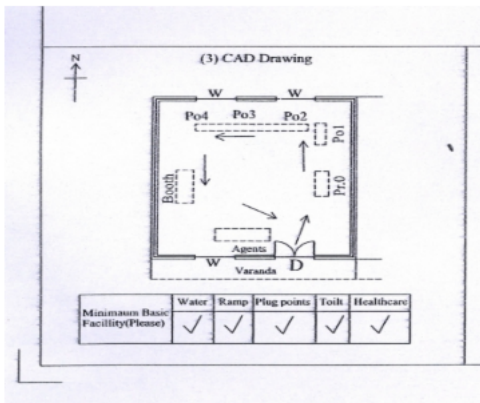 (3) CAD Drawing
N
W W
Po4 Po3 Po2
Po1
Booth
Pr.0
Agents
W D
Varanda
Water Ramp Plug points Toilt Healthcare
Minimaum Basic
Facillity(Please) ✓ ✓ ✓ ✓ ✓